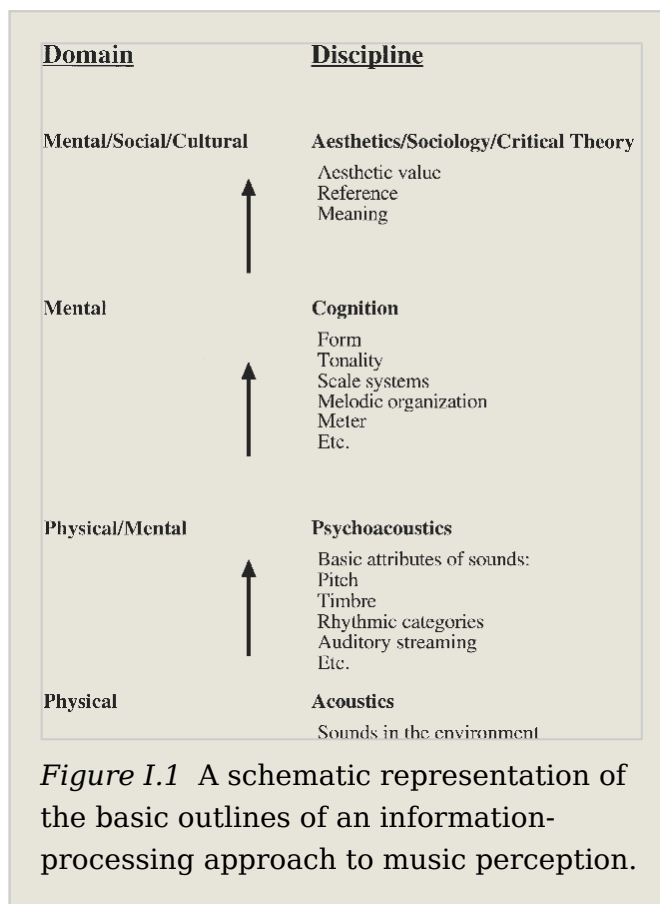 Domain Discipline
Mental/Social/Cultural Aesthetics/Sociology/Critical Theory
Aesthetic value
Reference
Meaning
Mental Cognition
Form
Tonality
Scale systems
Melodic organization
Meter
Etc.
Physical/Mental Psychoacoustics
Basic attributes of sounds:
Pitch
Timbre
Rhythmic categories
Auditory streaming
Etc.
Physical Acoustics
Sounds in the environment
Figure I.1 A schematic representation of
the basic outlines of an information-
processing approach to music perception.